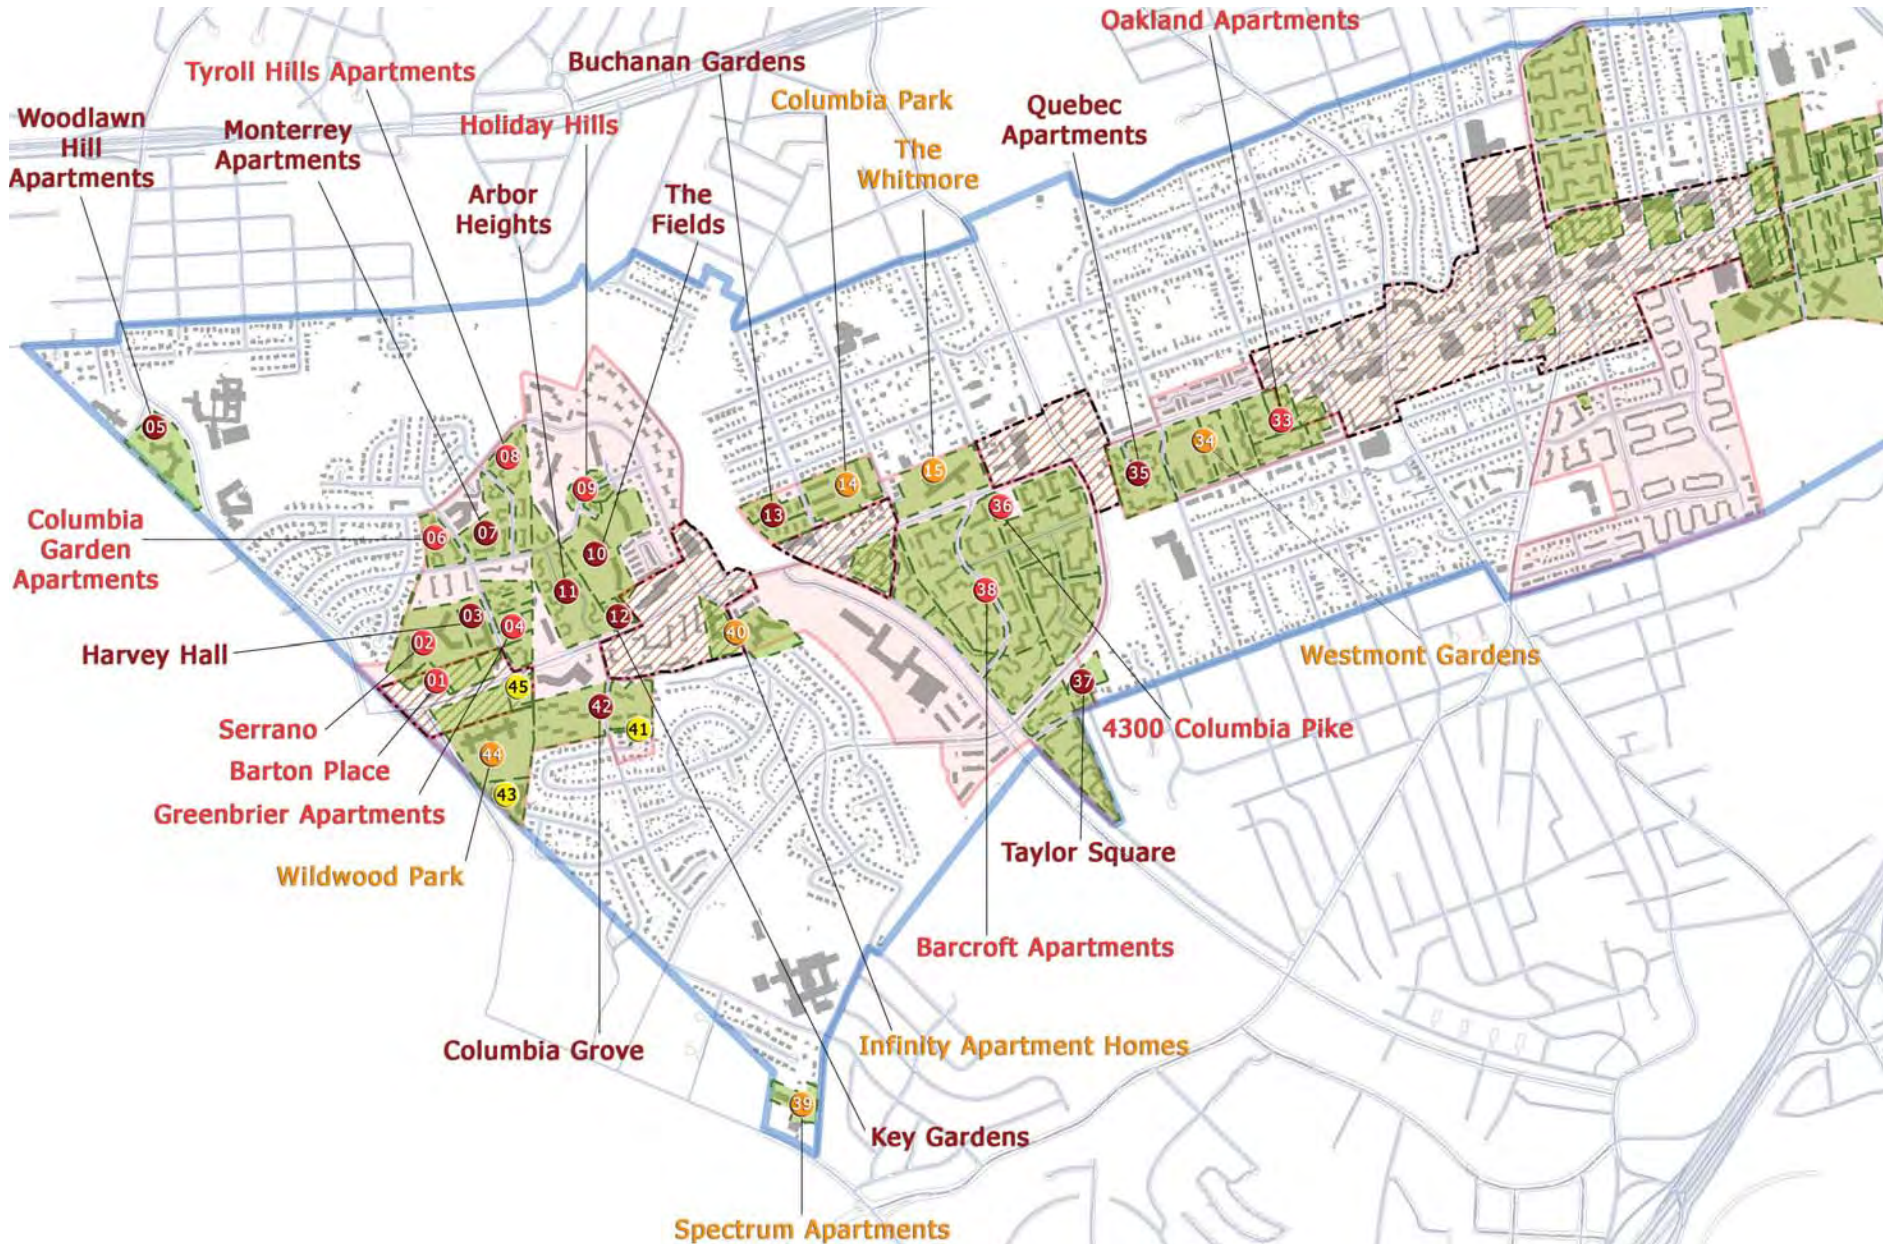 Oakland Apartments
Buchanan Gardens
Tyroll Hills Apartments
Columbia Park
Quebec
Apartments
Woodlawn
Hill
Apartments
Monterrey
Apartments
Holiday Hills
The
Whitmore
Arbor
Heights
The
Fields
05
08
09
13
14
15
35
34
33
36
Columbia
Garden
Apartments
06
07
10
11
12
38
03
04
02
40
Harvey Hall
Westmont Gardens
01
45
37
42
41
Serrano
4300 Columbia Pike
44
Barton Place
43
Greenbrier Apartments
Taylor Square
Wildwood Park
Barcroft Apartments
Columbia Grove
Infinity Apartment Homes
39
Key Gardens
Spectrum Apartments